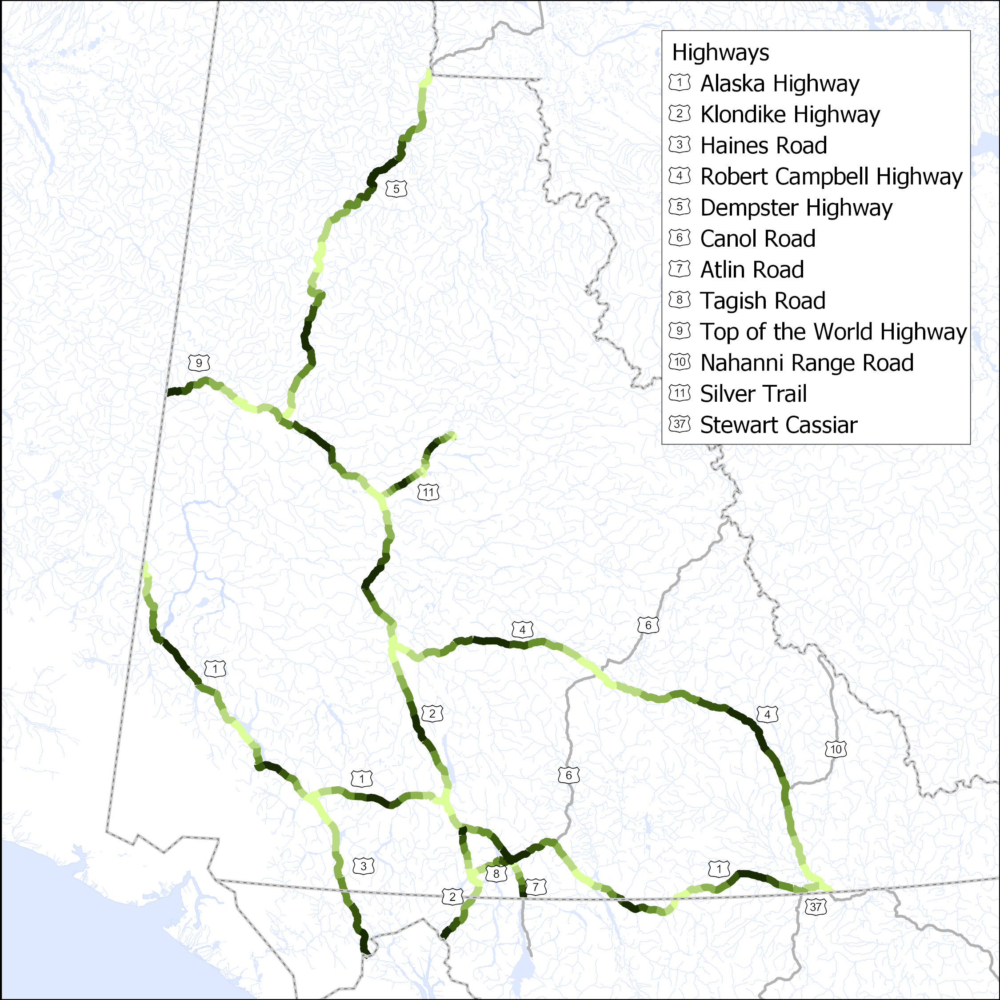 Highways
1 Alaska Highway
2 Klondike Highway
3 Haines Road
4 Robert Campbell Highway
5 Dempster Highway
6 Canol Road
7 Atlin Road
8 Tagish Road
9 Top of the World Highway
10 Nahanni Range Road
11 Silver Trail
37 Stewart Cassiar
5
9
11
4
6
1
2
4
10
6
1
3
8
1
7
2
37